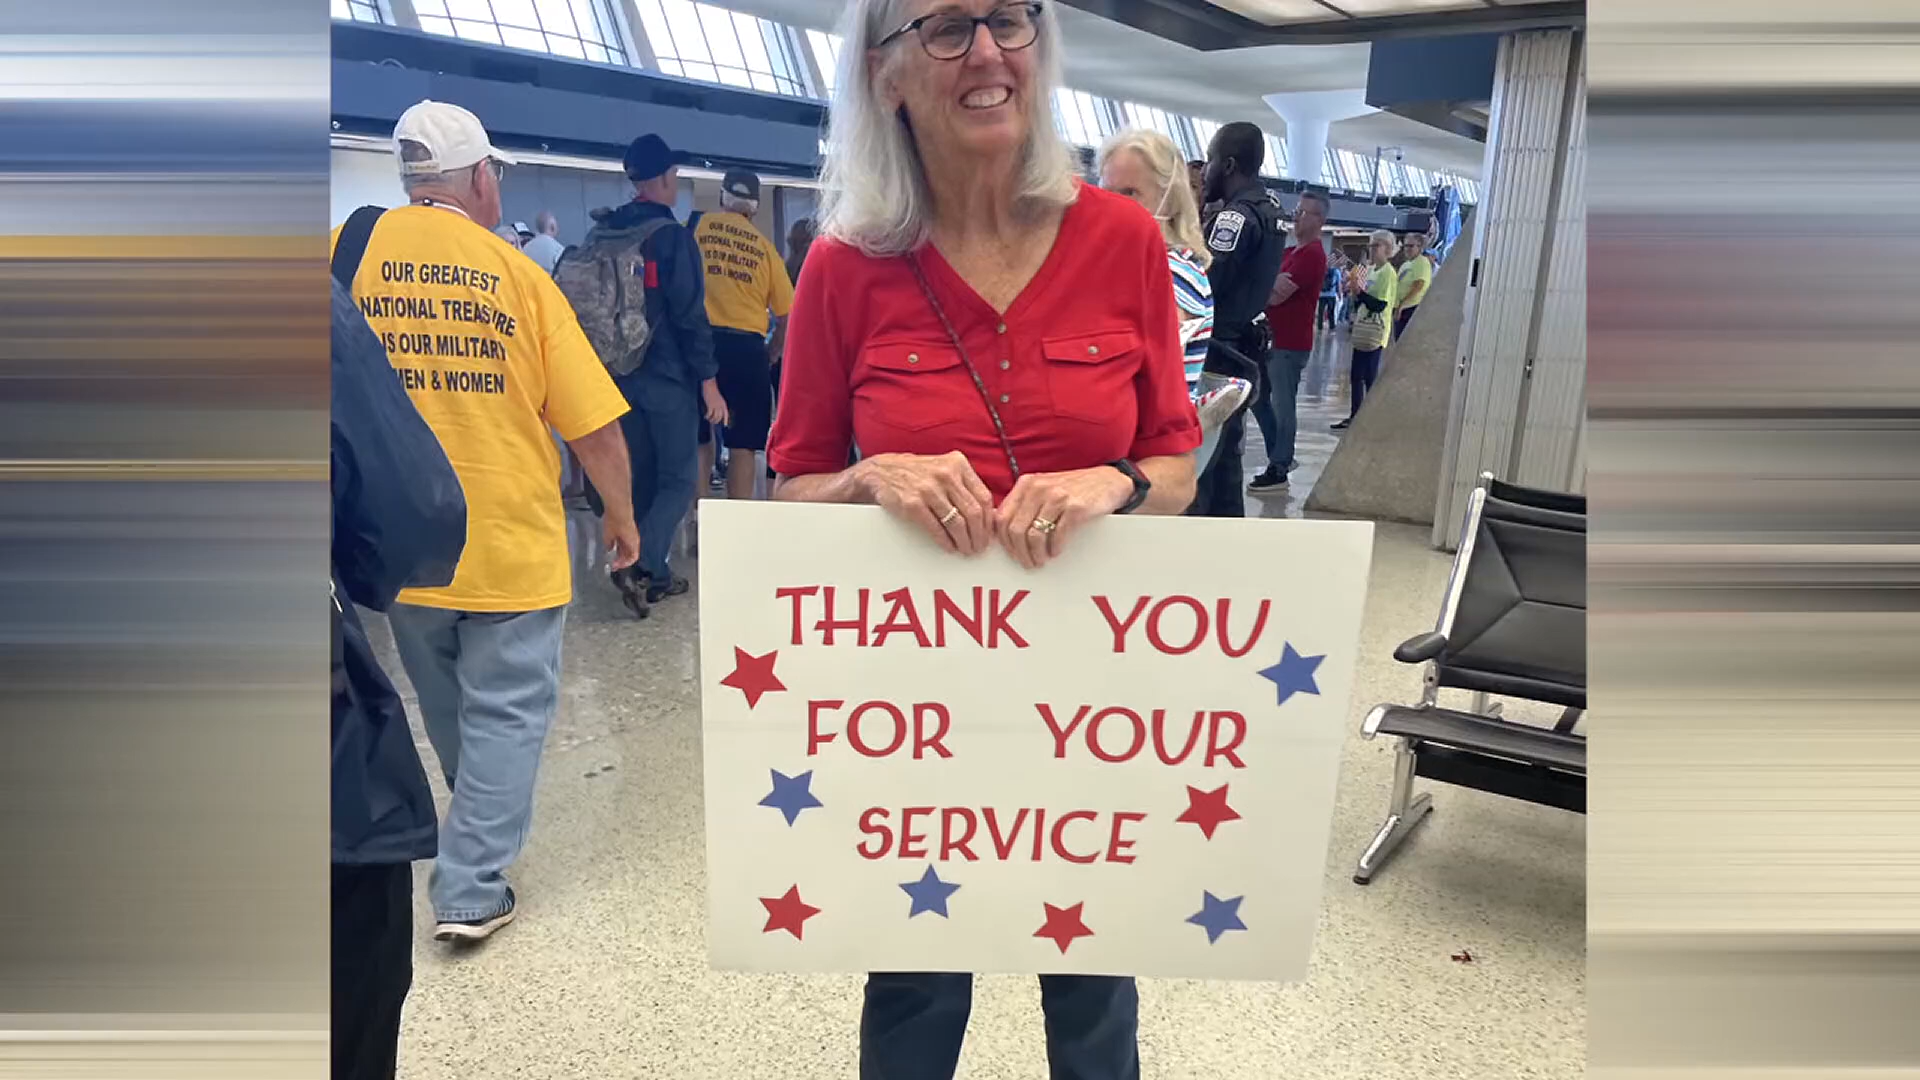 OUR GREATEST
NATIONAL TREASURE
IS OUR MILITARY
MEN & WOMEN
OUR GREATEST
NATIONAL TREASURE
IS OUR MILITARY
MEN & WOMEN
POLICE
THANK YOU
FOR YOUR
SERVICE